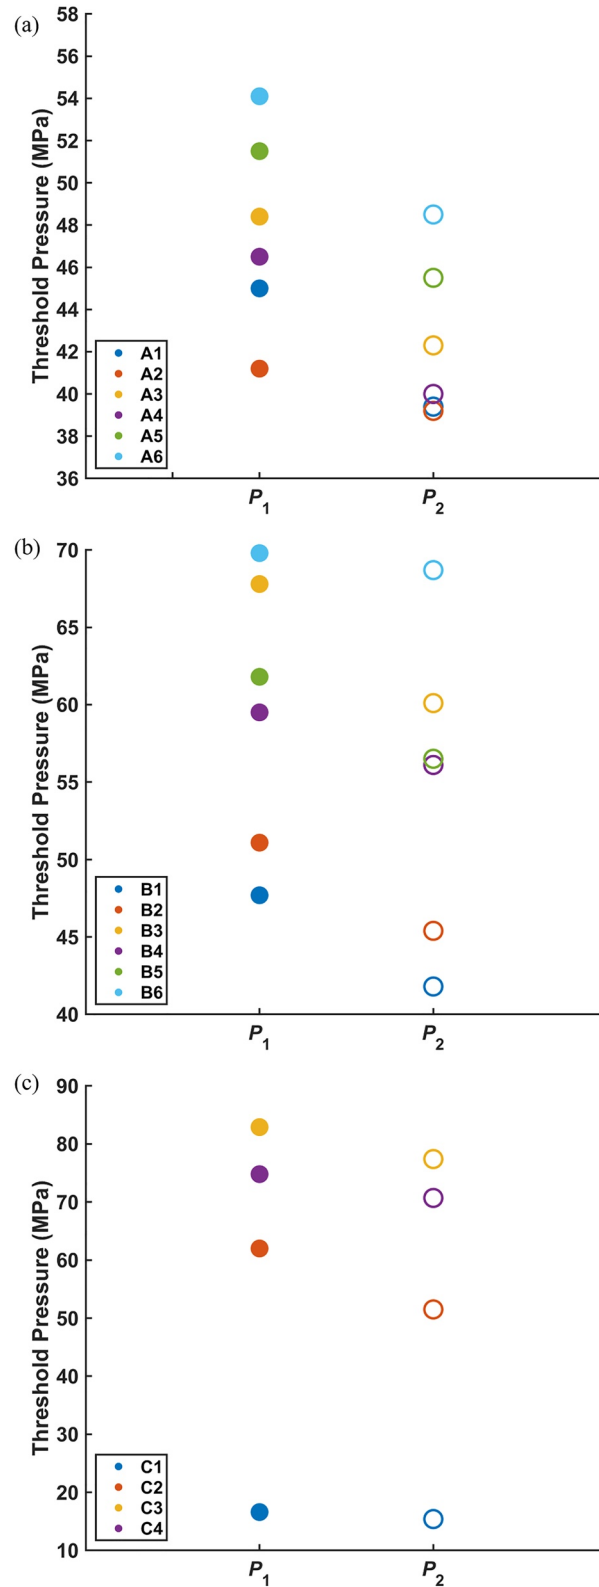 (a)
58
56
54
52
50
48
46
44
42
40
38
36
Threshold Pressure (MPa)
A1
A2
A3
A4
A5
A6
P1
P2
(b)
70
65
60
55
50
45
40
Threshold Pressure (MPa)
B1
B2
B3
B4
B5
B6
P1
P2
(c)
90
80
70
60
50
40
30
20
10
Threshold Pressure (MPa)
C1
C2
C3
C4
P1
P2